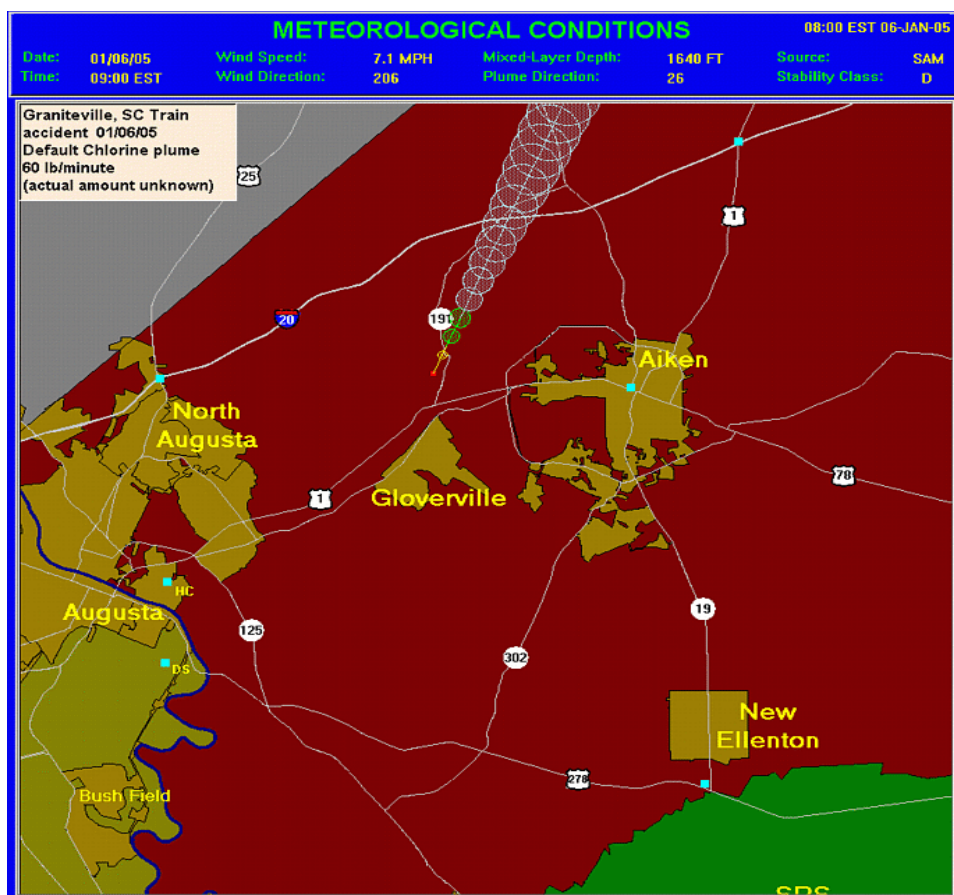 METEOROLOGICAL CONDITIONS
08:00 EST 06-JAN-05
Date: 01/06/05 Wind Speed: 7.1 MPH Mixed-Layer Depth: 1640 FT Source: SAM
Time: 09:00 EST Wind Direction: 206 Plume Direction: 26 Stability Class: D
Graniteville, SC Train
accident 01/06/05
Default Chlorine plume
60 lb/minute
(actual amount unknown)
25
1
20
191
Aiken
North
Augusta
Gloverville
1
78
HC
Augusta
125
19
302
DS
New
Ellenton
278
Bush Field
SRS